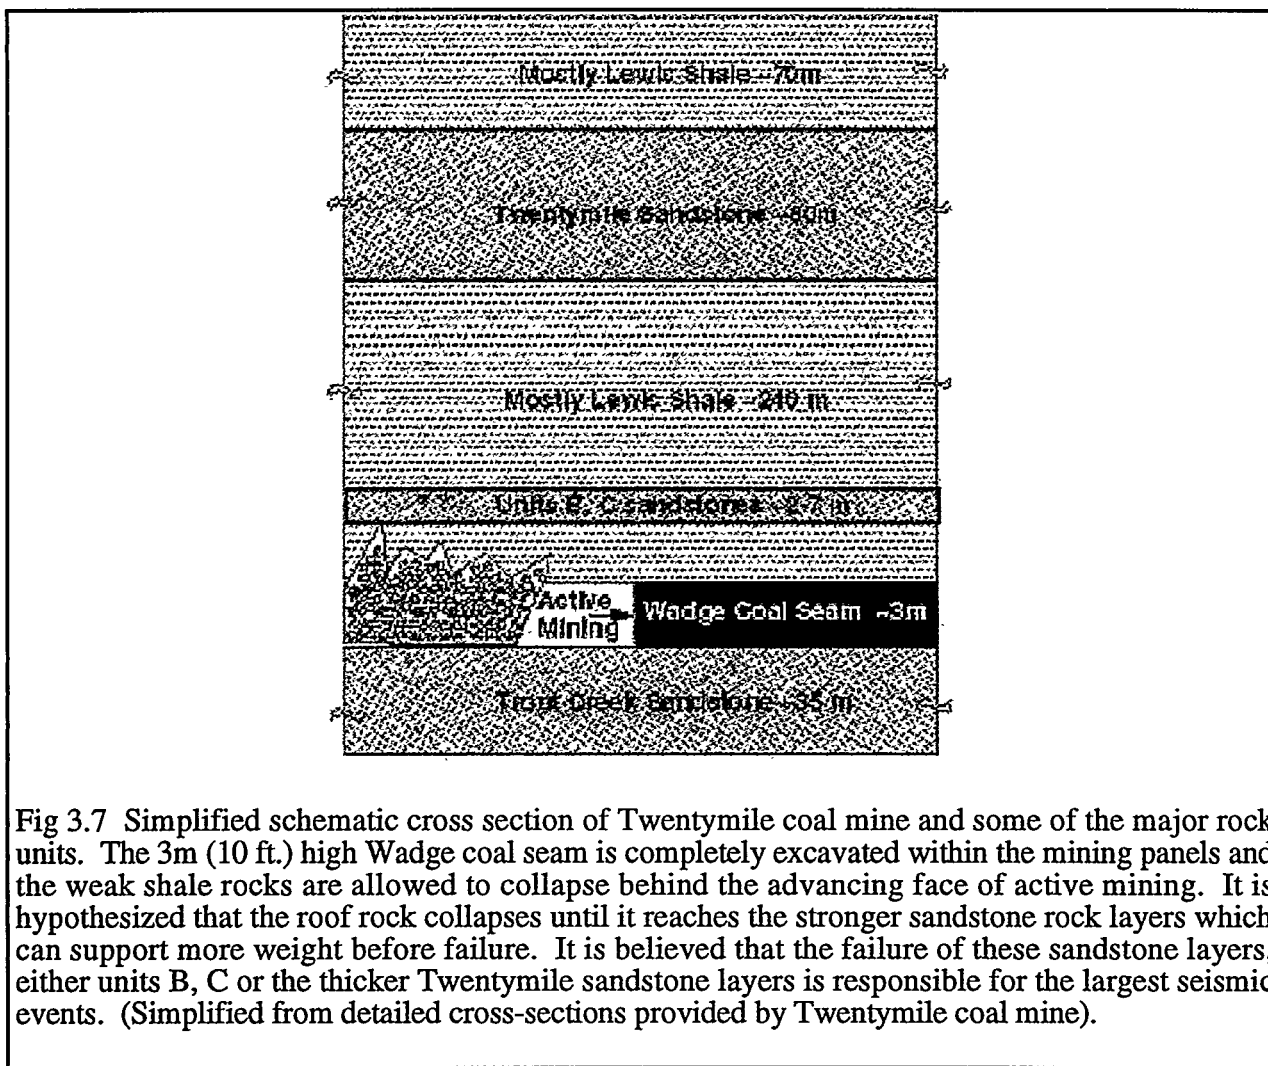 Mostly Lewis Shale ~70m
Twentymile Sandstone ~80m
Mostly Lewis Shale ~240 m
Units B, C sandstones ~2-7 m
Active
Mining
Wadge Coal Seam ~3m
Trout Creek Sandstone ~35 m
Fig 3.7 Simplified schematic cross section of Twentymile coal mine and some of the major rock
units. The 3m (10 ft.) high Wadge coal seam is completely excavated within the mining panels and
the weak shale rocks are allowed to collapse behind the advancing face of active mining. It is
hypothesized that the roof rock collapses until it reaches the stronger sandstone rock layers which
can support more weight before failure. It is believed that the failure of these sandstone layers,
either units B, C or the thicker Twentymile sandstone layers is responsible for the largest seismic
events. (Simplified from detailed cross-sections provided by Twentymile coal mine).